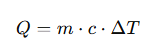 Q = m · c · ΔT